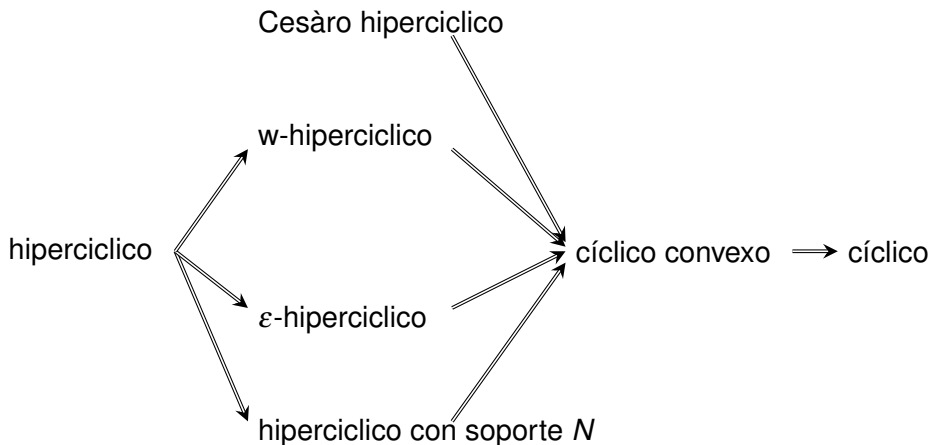 Cesàro hiperciclico
w-hiperciclico
hiperciclico
cíclico convexo
cíclico
ε-hiperciclico
hiperciclico con soporte N